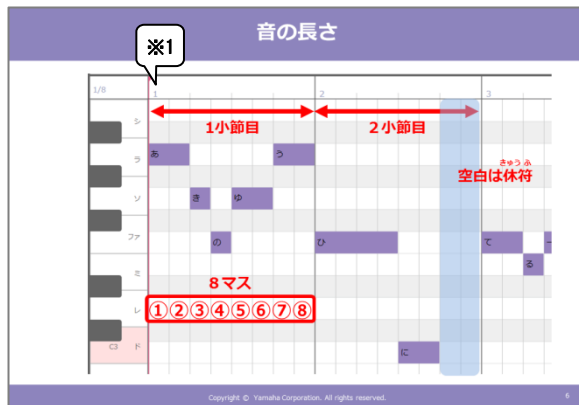 音の長さ
※1
1/8
1
2
3
1小節目
2小節目
シ
ラ
ソ
ファ
ミ
レ
ド
あ
う
き
ゆ
の
ひ
て
る
ー
に
きゅうふ
空白は休符
8マス
①②③④⑤⑥⑦⑧
Copyright © Yamaha Corporation. All rights reserved.
6